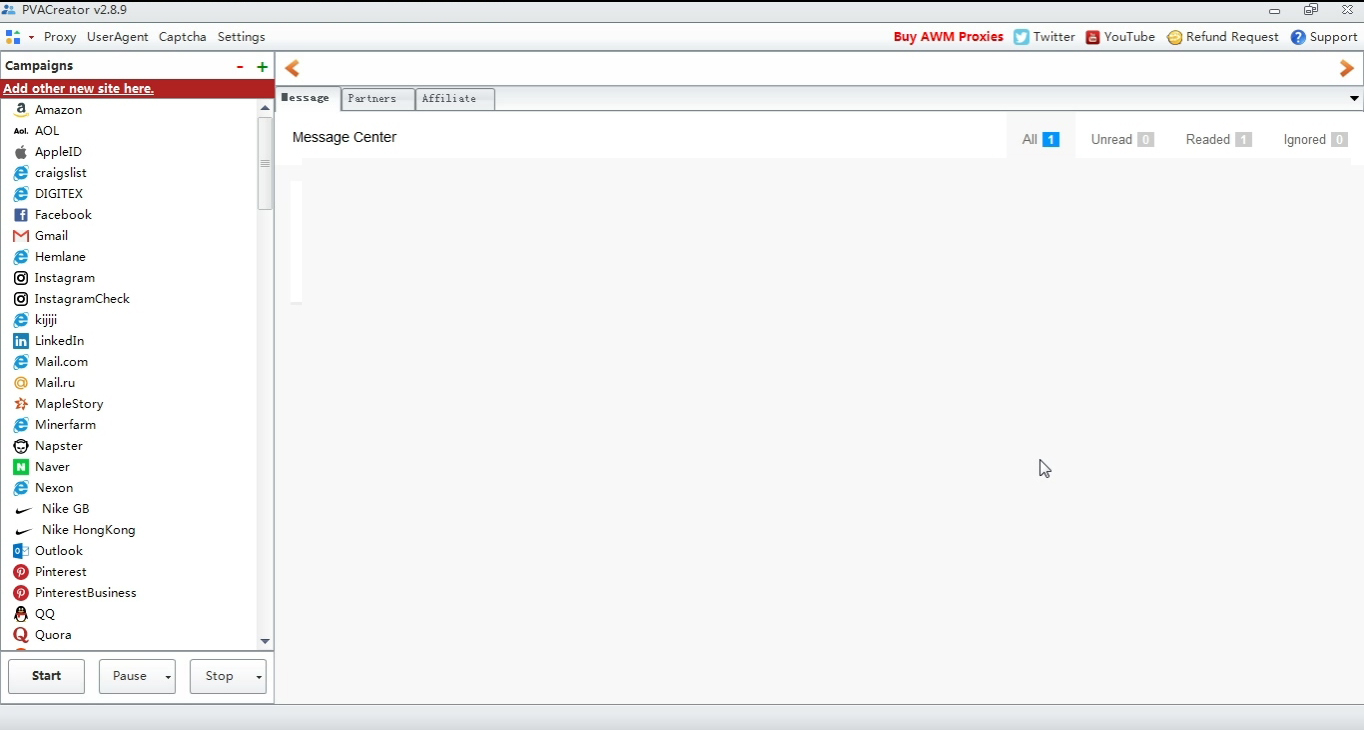 PVACreator v2.8.9
Proxy UserAgent Captcha Settings Buy AWM Proxies Twitter YouTube Refund Request Support
Campaigns - +
Add other new site here.
Message Partners Affiliate
Message Center All 1 Unread 0 Readed 1 Ignored 0
Amazon
AOL
AppleID
craigslist
DIGITEX
Facebook
Gmail
Hemlane
Instagram
InstagramCheck
kijiji
LinkedIn
Mail.com
Mail.ru
MapleStory
Minerfarm
Napster
Naver
Nexon
Nike GB
Nike HongKong
Outlook
Pinterest
PinterestBusiness
QQ
Quora
Start Pause Stop